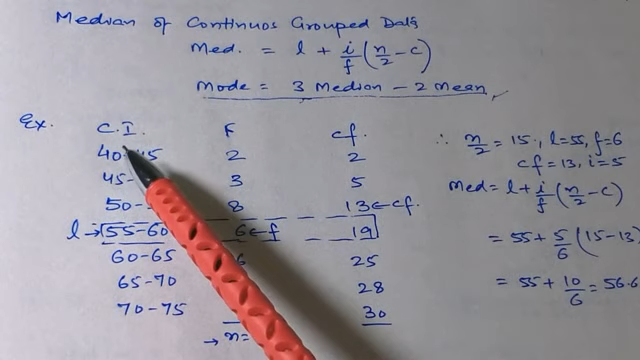 Median of Continuos Grouped Data
Med. = l + i/f (n/2 - c)
Mode = 3 Median - 2 Mean
Ex.
C.I. F cf.
40-45 2 2
45- 3 5
50- 8 13 ← cf.
l → 55-60 6 ← f 19
60-65 6 25
65-70 28
70-75 30
→ n=
∴ n/2 = 15., l=55, f=6
cf=13, i=5
Med = l + i/f (n/2 - c)
= 55 + 5/6 (15-13)
= 55 + 10/6 = 56.6